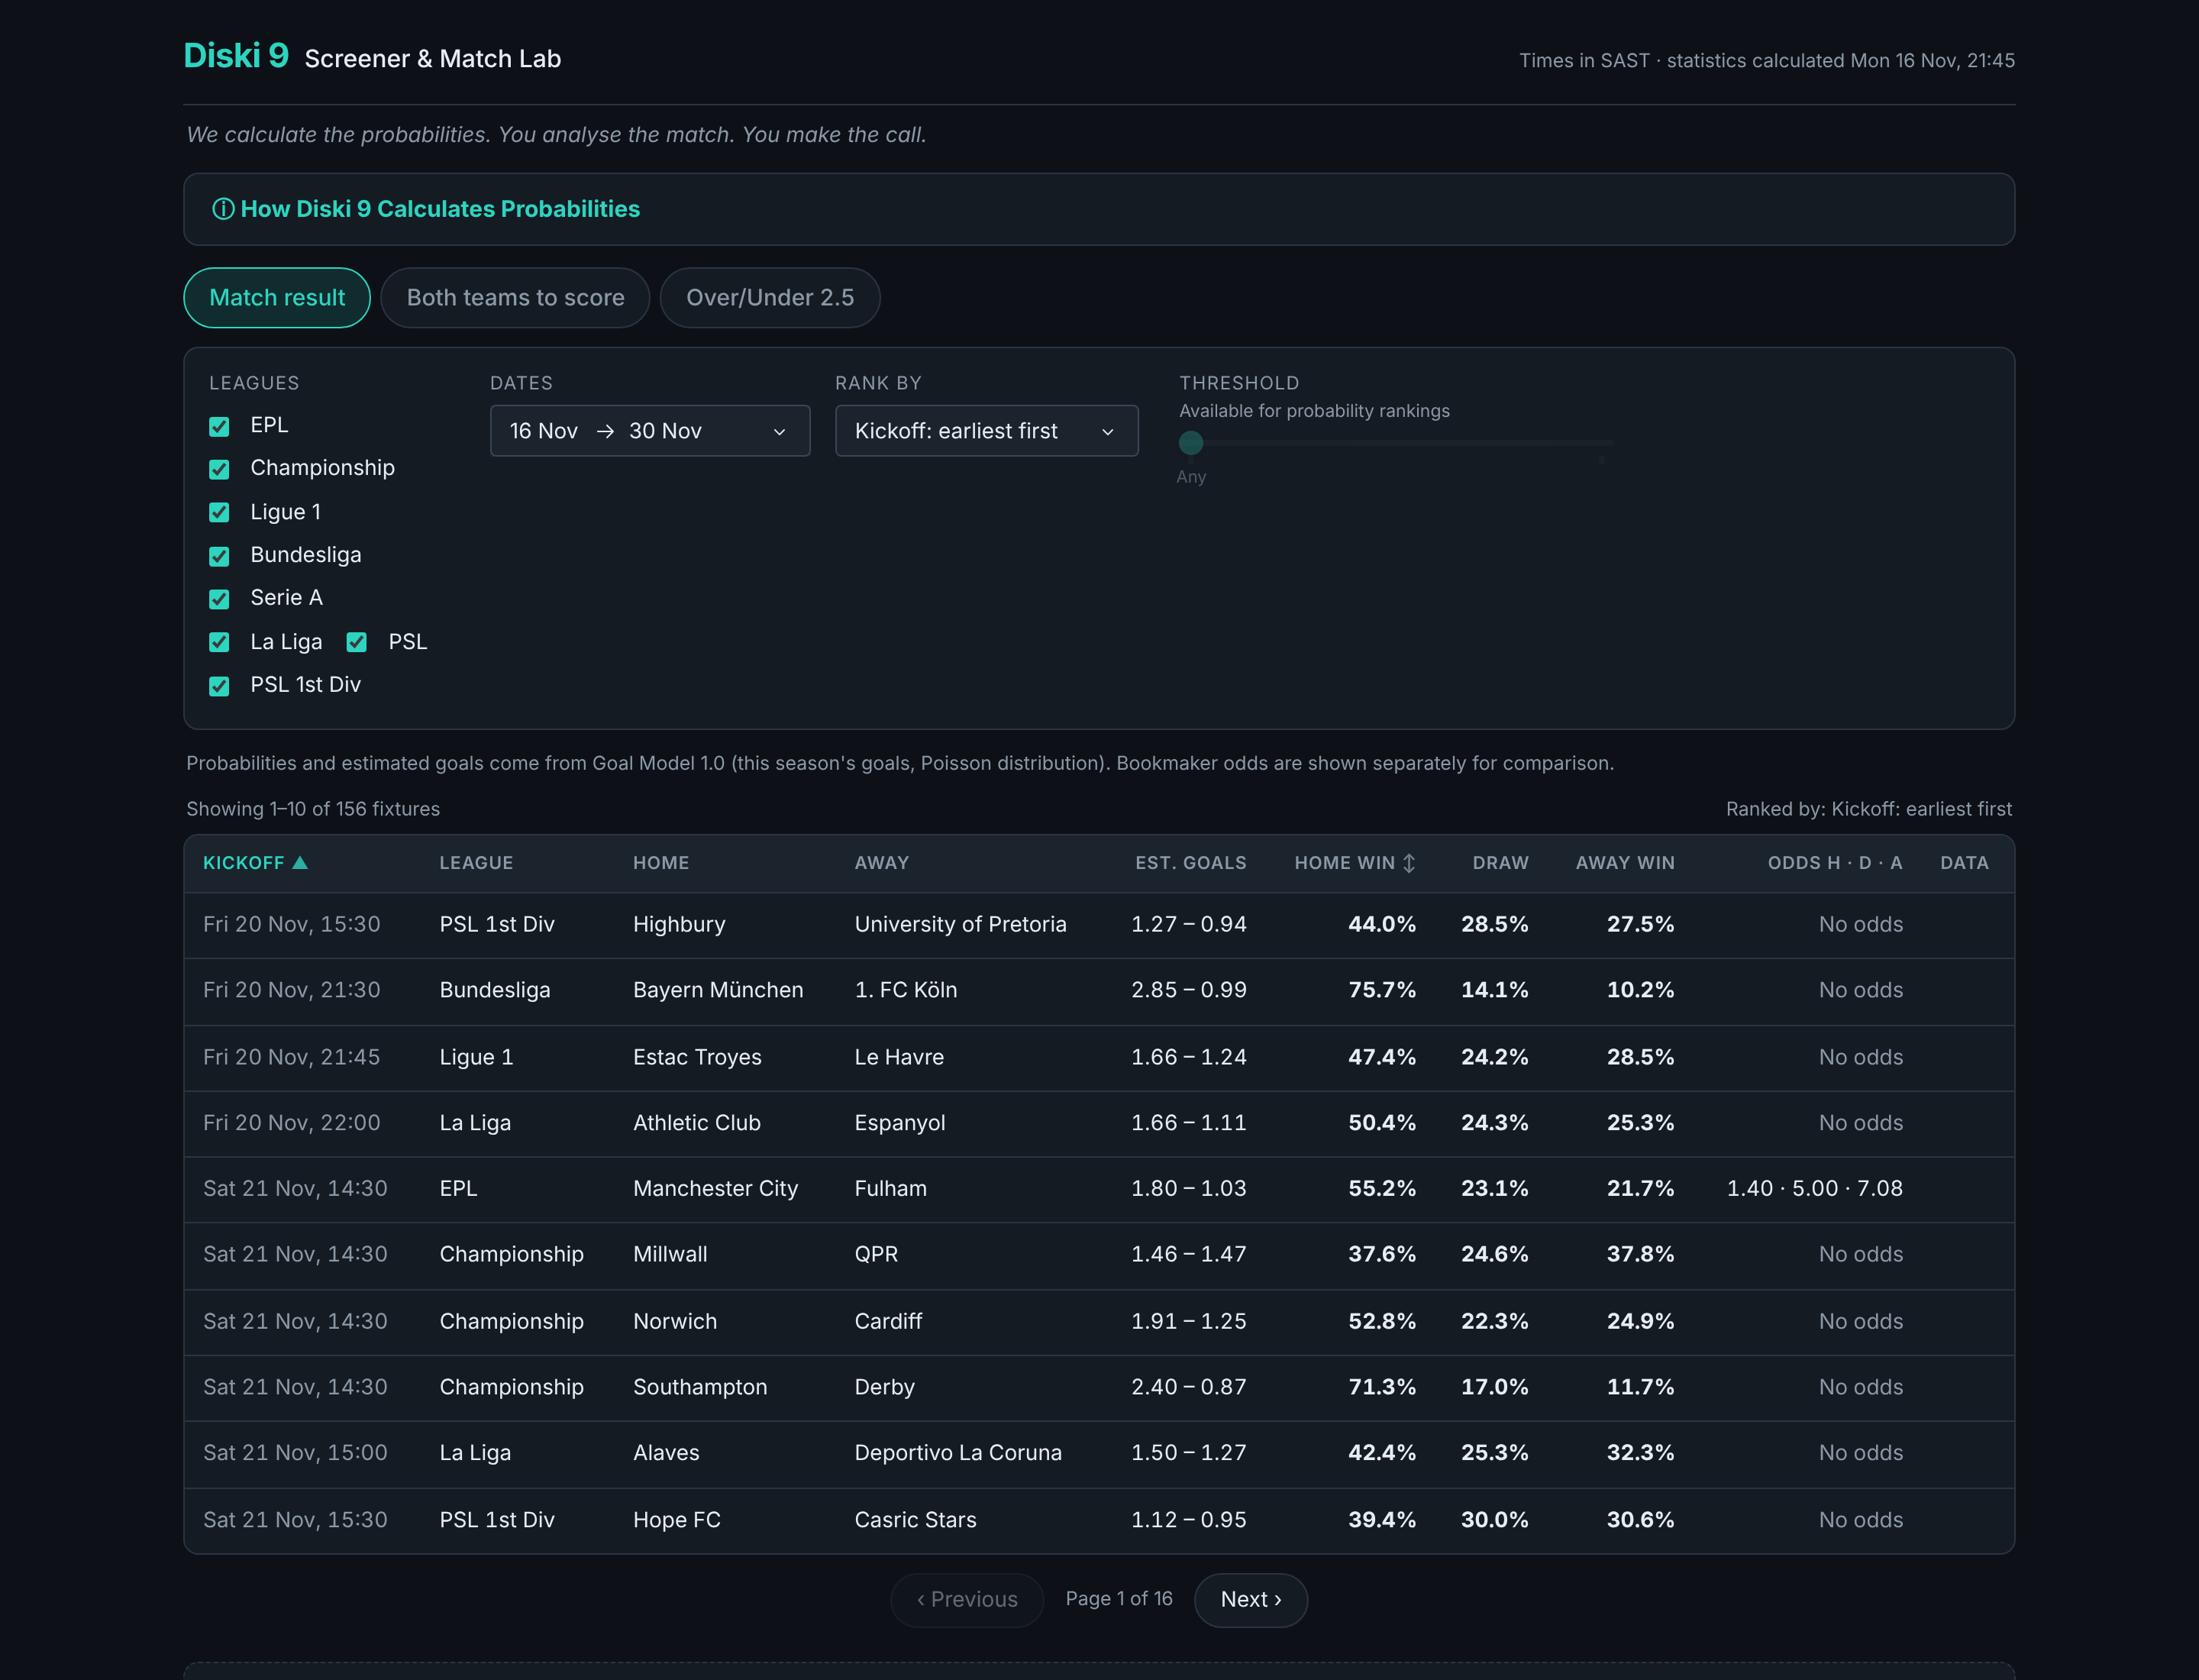 Diski 9 Screener & Match Lab
Times in SAST · statistics calculated Mon 16 Nov, 21:45
We calculate the probabilities. You analyse the match. You make the call.
ⓘ How Diski 9 Calculates Probabilities
Match result Both teams to score Over/Under 2.5
LEAGUES
EPL
Championship
Ligue 1
Bundesliga
Serie A
La Liga PSL
PSL 1st Div
DATES
16 Nov → 30 Nov
RANK BY
Kickoff: earliest first
THRESHOLD
Available for probability rankings
Any
Probabilities and estimated goals come from Goal Model 1.0 (this season's goals, Poisson distribution). Bookmaker odds are shown separately for comparison.
Showing 1–10 of 156 fixtures
Ranked by: Kickoff: earliest first
KICKOFF ▲ LEAGUE HOME AWAY EST. GOALS HOME WIN ↕ DRAW AWAY WIN ODDS H · D · A DATA
Fri 20 Nov, 15:30 PSL 1st Div Highbury University of Pretoria 1.27 – 0.94 44.0% 28.5% 27.5% No odds
Fri 20 Nov, 21:30 Bundesliga Bayern München 1. FC Köln 2.85 – 0.99 75.7% 14.1% 10.2% No odds
Fri 20 Nov, 21:45 Ligue 1 Estac Troyes Le Havre 1.66 – 1.24 47.4% 24.2% 28.5% No odds
Fri 20 Nov, 22:00 La Liga Athletic Club Espanyol 1.66 – 1.11 50.4% 24.3% 25.3% No odds
Sat 21 Nov, 14:30 EPL Manchester City Fulham 1.80 – 1.03 55.2% 23.1% 21.7% 1.40 · 5.00 · 7.08
Sat 21 Nov, 14:30 Championship Millwall QPR 1.46 – 1.47 37.6% 24.6% 37.8% No odds
Sat 21 Nov, 14:30 Championship Norwich Cardiff 1.91 – 1.25 52.8% 22.3% 24.9% No odds
Sat 21 Nov, 14:30 Championship Southampton Derby 2.40 – 0.87 71.3% 17.0% 11.7% No odds
Sat 21 Nov, 15:00 La Liga Alaves Deportivo La Coruna 1.50 – 1.27 42.4% 25.3% 32.3% No odds
Sat 21 Nov, 15:30 PSL 1st Div Hope FC Casric Stars 1.12 – 0.95 39.4% 30.0% 30.6% No odds
‹ Previous Page 1 of 16 Next ›